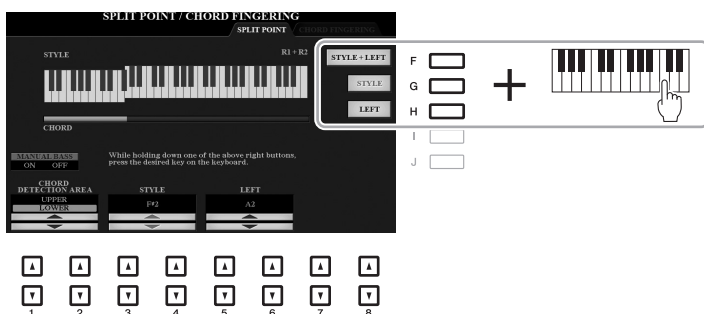 SPLIT POINT / CHORD FINGERING
SPLIT POINT
CHORD FINGERING
STYLE
R1 + R2
STYLE + LEFT
F
STYLE
G
LEFT
H
CHORD
I
J
MANUAL BASS
ON OFF
While holding down one of the above right buttons,
press the desired key on the keyboard.
CHORD
DETECTION AREA
STYLE
LEFT
UPPER
LOWER
F#2
A2
1 2 3 4 5 6 7 8